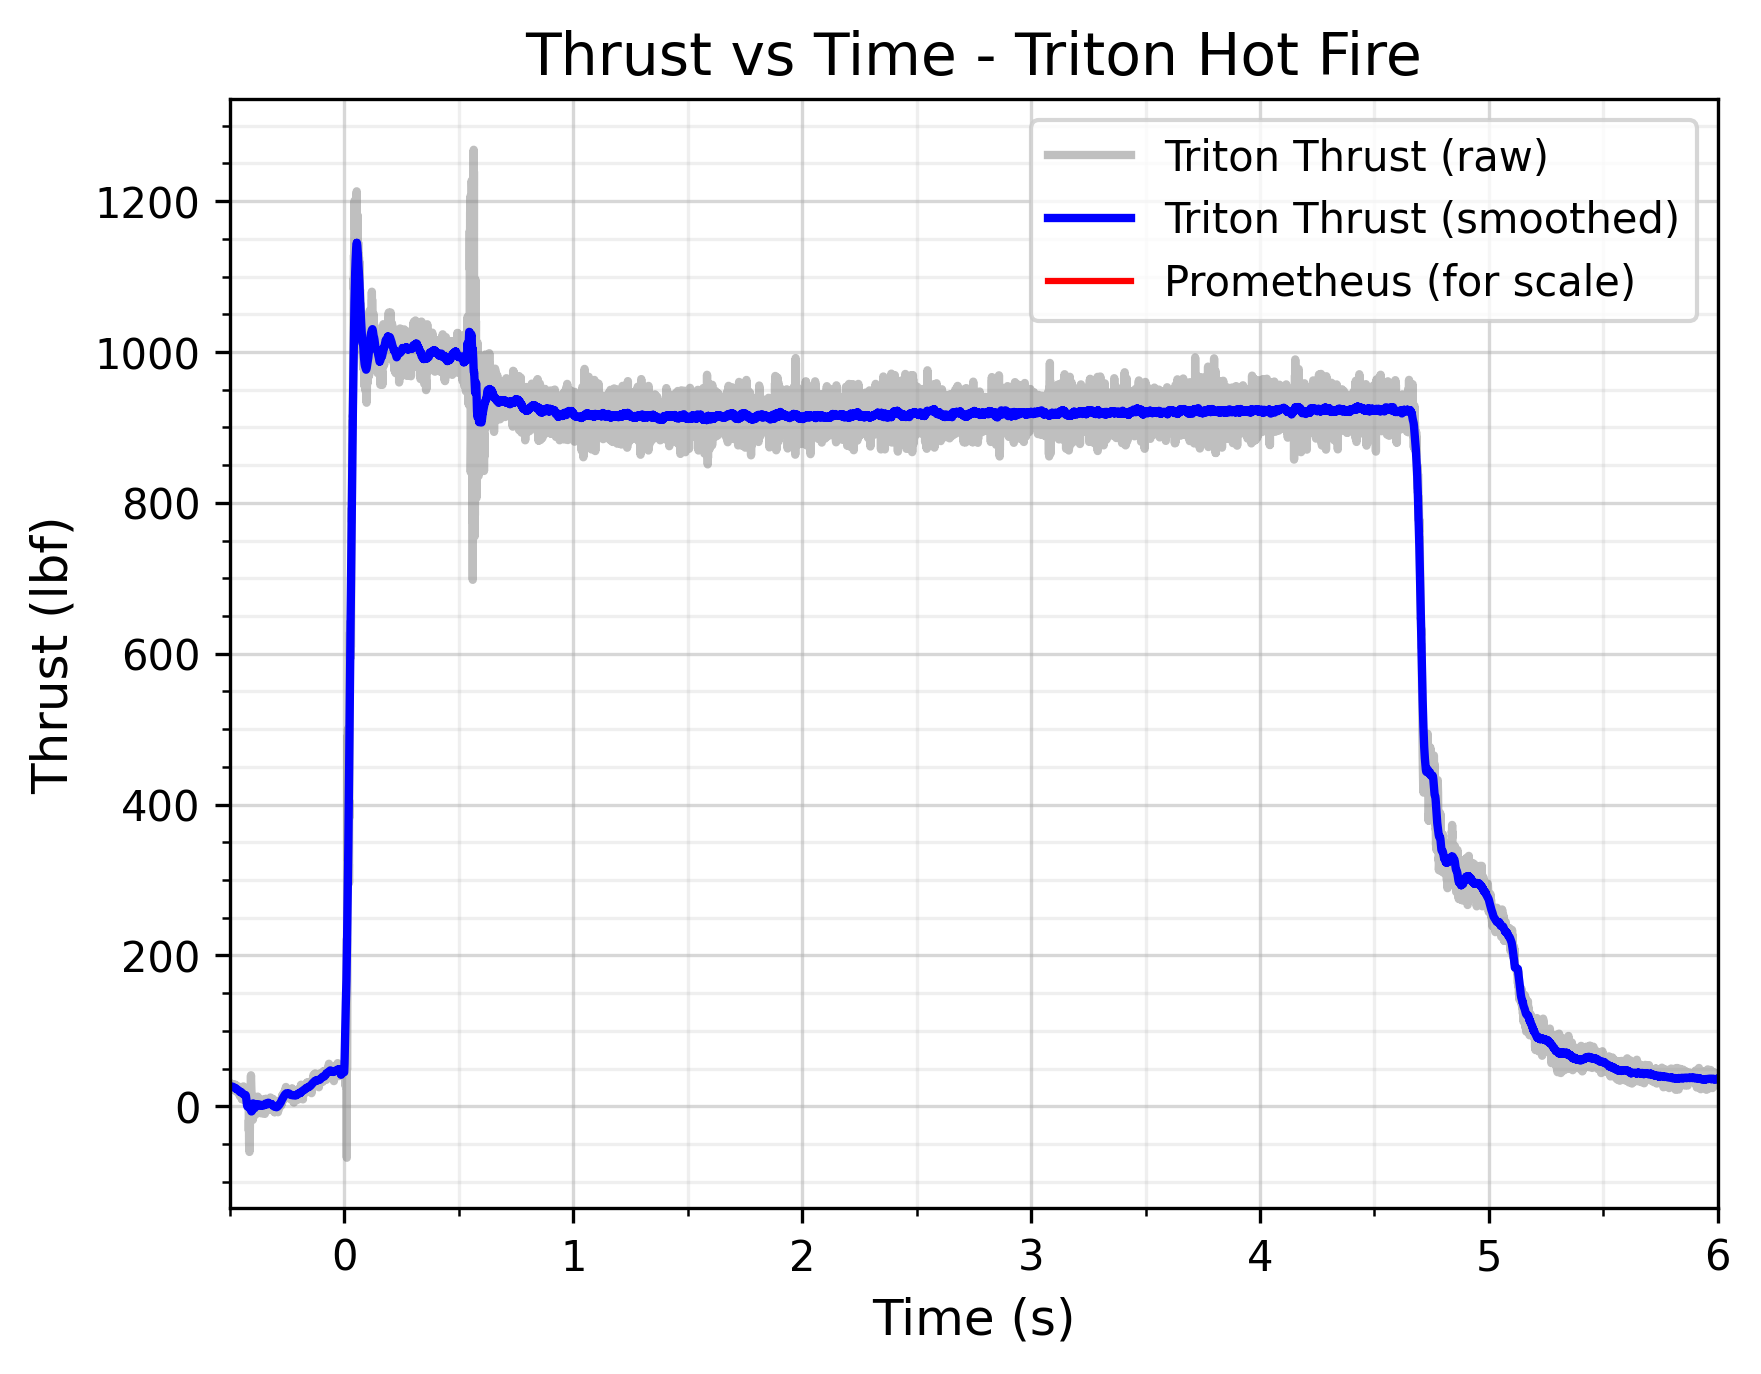 Thrust vs Time - Triton Hot Fire
Triton Thrust (raw)
Triton Thrust (smoothed)
Prometheus (for scale)
Thrust (lbf)
1200
1000
800
600
400
200
0
0 1 2 3 4 5 6
Time (s)